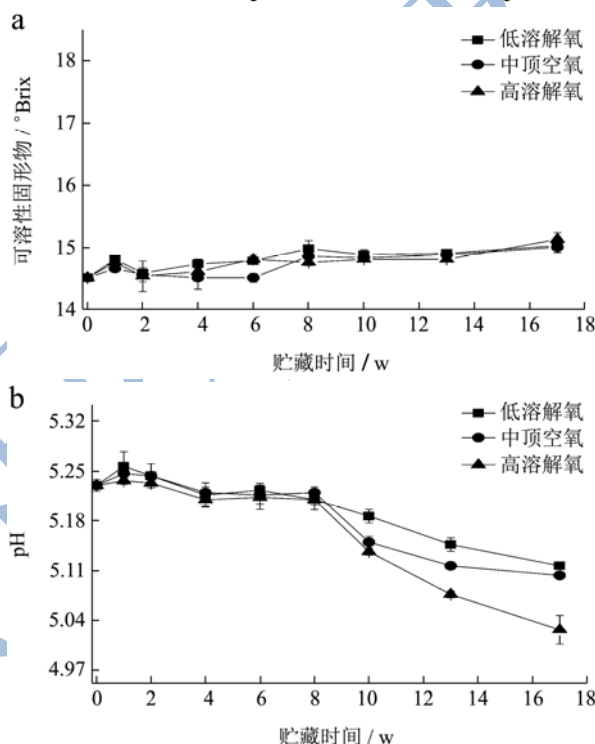 a
低溶解氧
中顶空氧
高溶解氧
可溶性固形物 / °Brix
18
17
16
15
14
0 2 4 6 8 10 12 14 16 18
贮藏时间 / w
b
低溶解氧
中顶空氧
高溶解氧
pH
5.32
5.25
5.18
5.11
5.04
4.97
0 2 4 6 8 10 12 14 16 18
贮藏时间 / w